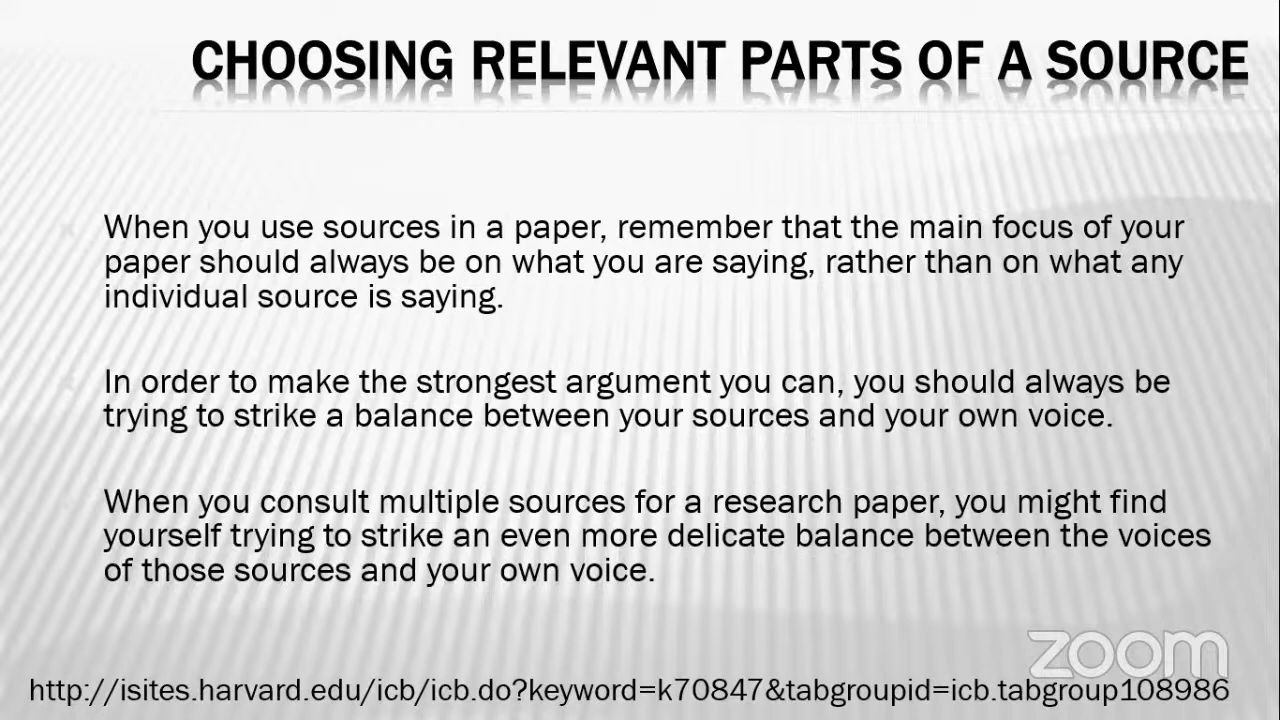 CHOOSING RELEVANT PARTS OF A SOURCE
When you use sources in a paper, remember that the main focus of your
paper should always be on what you are saying, rather than on what any
individual source is saying.
In order to make the strongest argument you can, you should always be
trying to strike a balance between your sources and your own voice.
When you consult multiple sources for a research paper, you might find
yourself trying to strike an even more delicate balance between the voices
of those sources and your own voice.
zoom
http://isites.harvard.edu/icb/icb.do?keyword=k70847&tabgroupid=icb.tabgroup108986